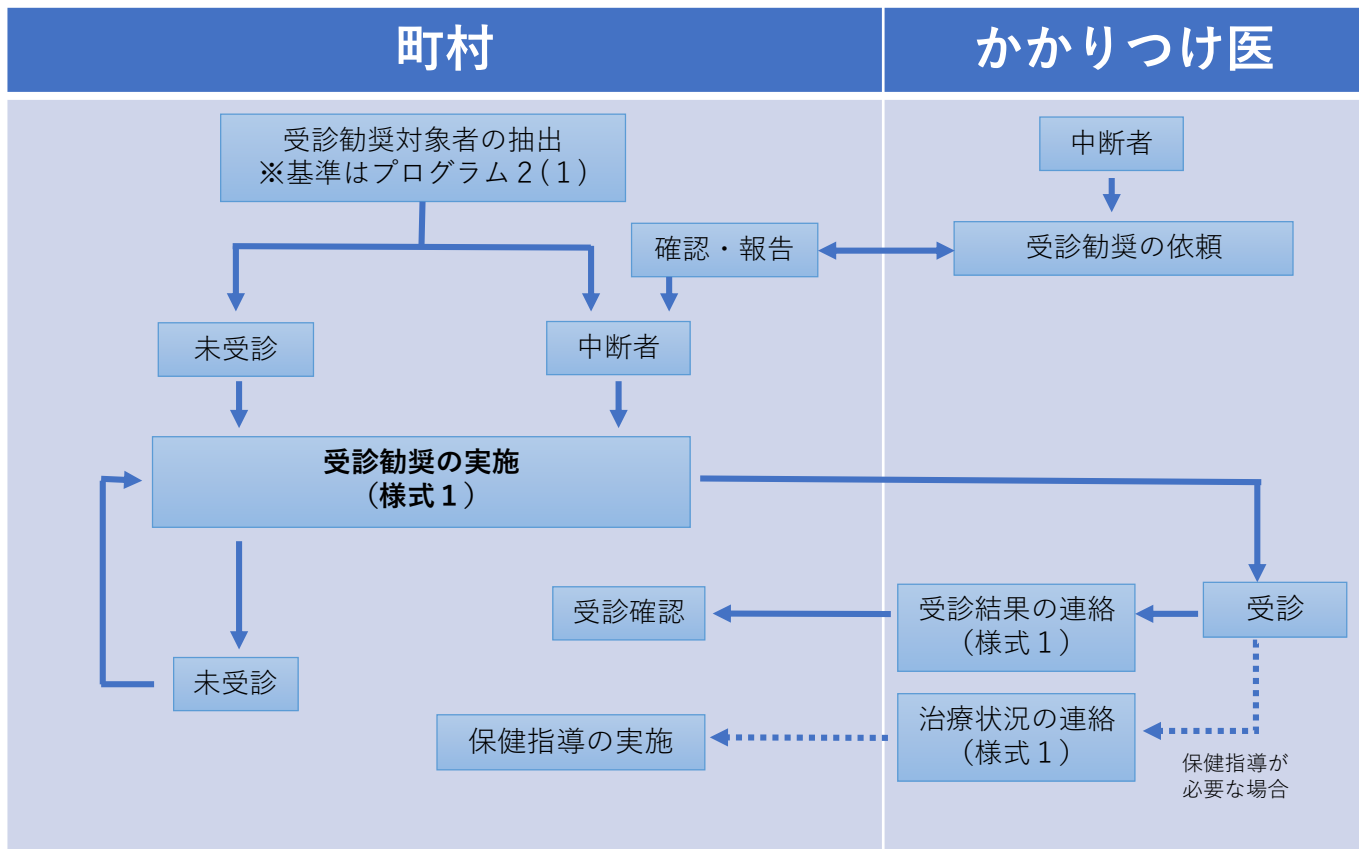 町村
かかりつけ医
受診勧奨対象者の抽出
※基準はプログラム２(１)
中断者
確認・報告
受診勧奨の依頼
未受診
中断者
受診勧奨の実施
（様式１）
受診確認
受診結果の連絡
（様式１）
受診
未受診
保健指導の実施
治療状況の連絡
（様式１）
保健指導が
必要な場合